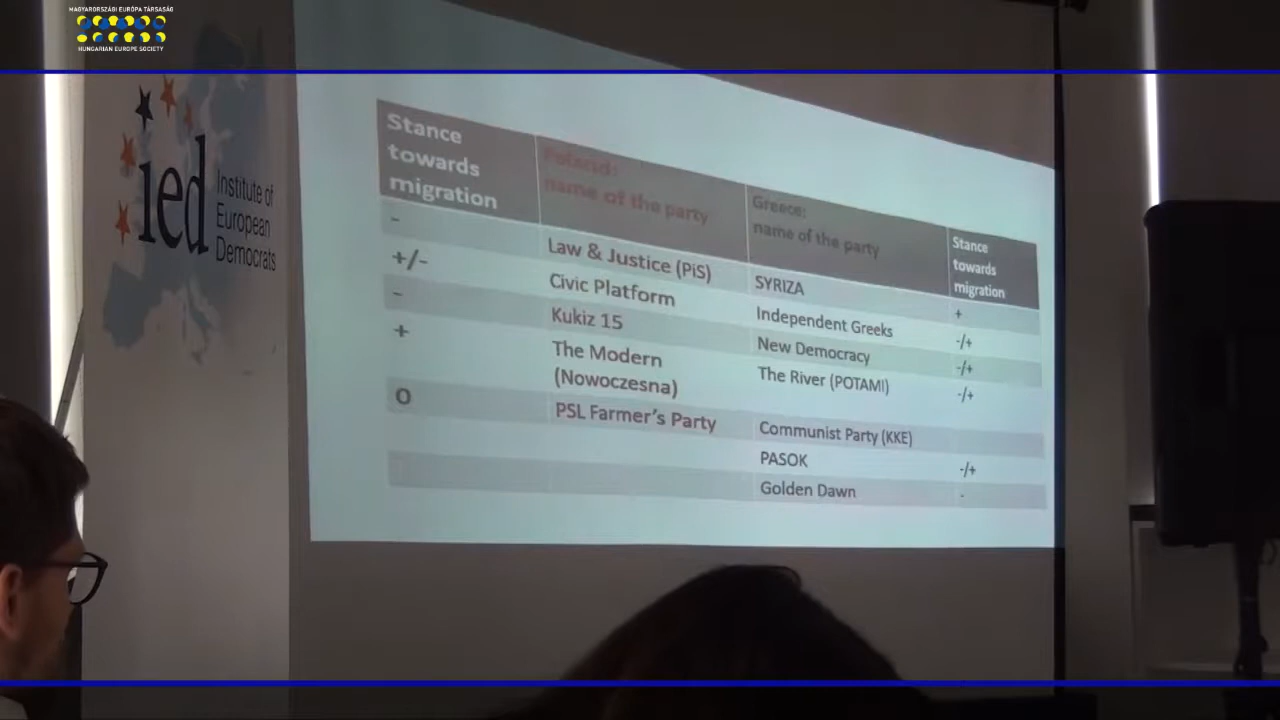 MAGYARORSZÁGI EURÓPA TÁRSASÁG
HUNGARIAN EUROPE SOCIETY
ied
Institute of
European
Democrats
Stance
towards
migration
Poland:
name of the party
Greece:
name of the party
Stance
towards
migration
- Law & Justice (PiS) SYRIZA +
+/- Civic Platform Independent Greeks -/+
- Kukiz 15 New Democracy -/+
+ The Modern
(Nowoczesna) The River (POTAMI) -/+
O PSL Farmer's Party Communist Party (KKE)
PASOK -/+
Golden Dawn -